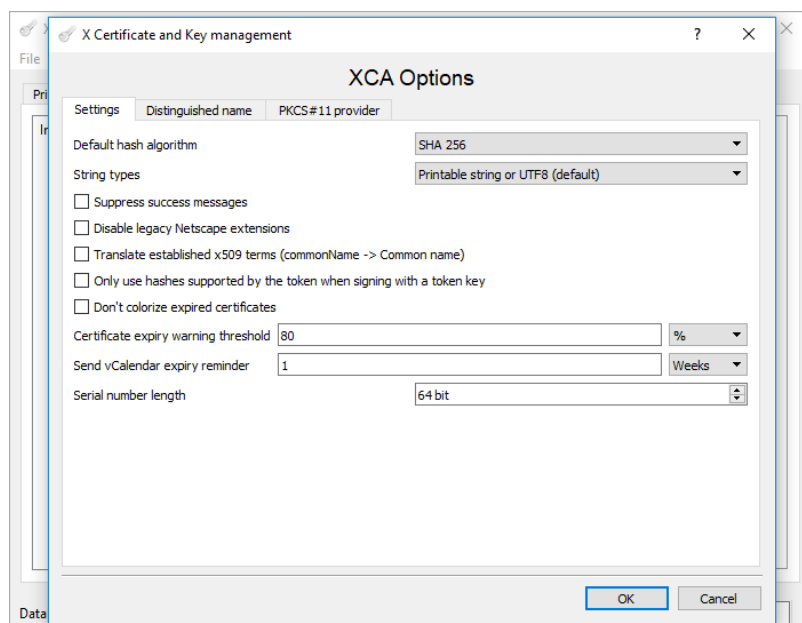 X Certificate and Key management
?
File
XCA Options
Settings Distinguished name PKCS#11 provider
Default hash algorithm SHA 256
String types Printable string or UTF8 (default)
Suppress success messages
Disable legacy Netscape extensions
Translate established x509 terms (commonName -> Common name)
Only use hashes supported by the token when signing with a token key
Don't colorize expired certificates
Certificate expiry warning threshold 80 %
Send vCalendar expiry reminder 1 Weeks
Serial number length 64 bit
OK Cancel
Data